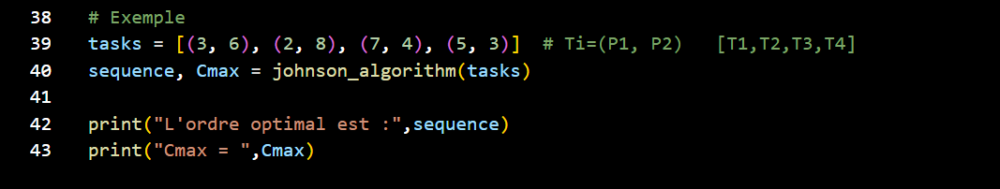 38 # Exemple
39 tasks = [(3, 6), (2, 8), (7, 4), (5, 3)] # Ti=(P1, P2) [T1,T2,T3,T4]
40 sequence, Cmax = johnson_algorithm(tasks)
41
42 print("L'ordre optimal est :",sequence)
43 print("Cmax = ",Cmax)